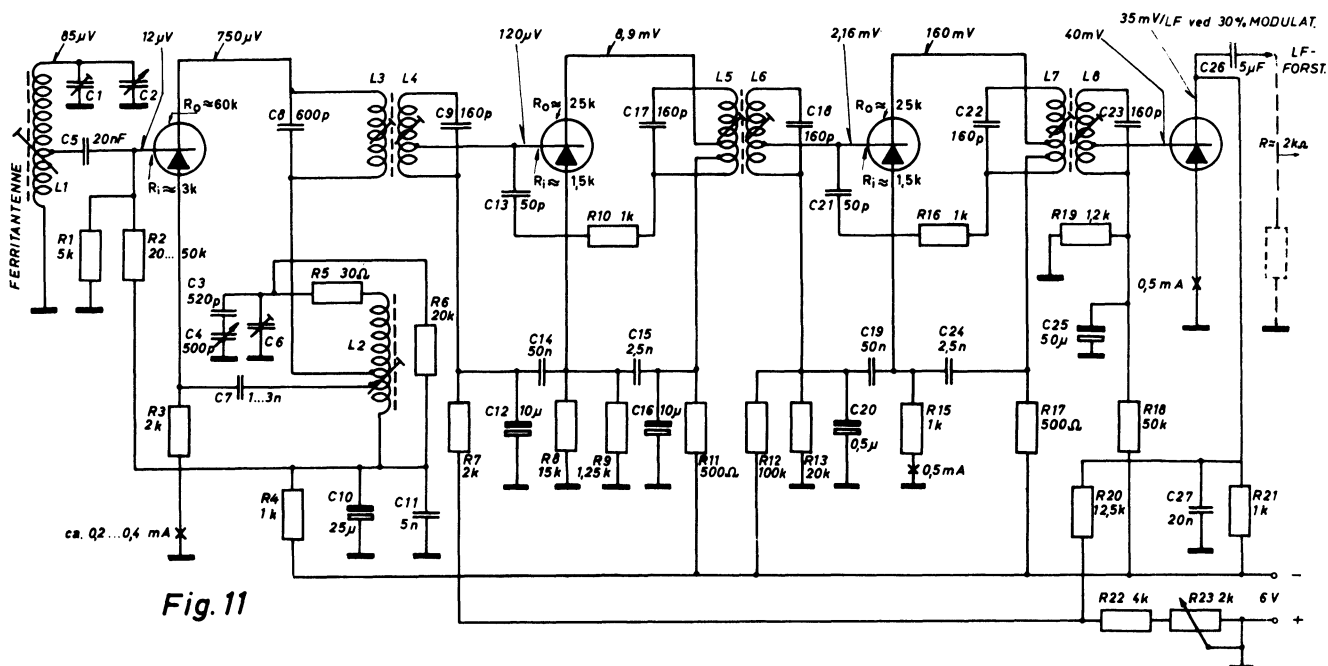 85µV
12µV
750µV
120µV
8,9mV
2,16mV
160mV
35mV/LF ved 30% MODULAT.
40mV
LF-
FORST.
C26
5µF
R= 2kΩ
FERRITANTENNE
C1
C2
C5 20nF
L1
Ro≈60k
Ri≈3k
C8 600p
L3 L4
C9 160p
Ro≈25k
Ri≈
1,5k
C13 50p
R10 1k
C17 160p
L5 L6
C18
160p
Ro≈25k
Ri≈
1,5k
C21 50p
R16 1k
C22
160p
L7 L8
C23 160p
R1
5k
R2
20...50k
C3
520p
C4
500p
C6
R5 30Ω
L2
R6
20k
C7 1...3n
R3
2k
ca. 0,2...0,4 mA
R4
1k
C10
25µ
C11
5n
R7
2k
C12 10µ
C14
50n
R8
15k
R9
1,25k
C15
2,5n
C16 10µ
R11
500Ω
R12
100k
R13
20k
C19
50n
C20
0,5µ
R15
1k
0,5mA
C24
2,5n
R17
500Ω
R19 1,2k
C25
50µ
R18
50k
0,5 mA
R20
12,5k
C27
20n
R21
1k
-
R22 4k
R23 2k
6V
+
Fig. 11